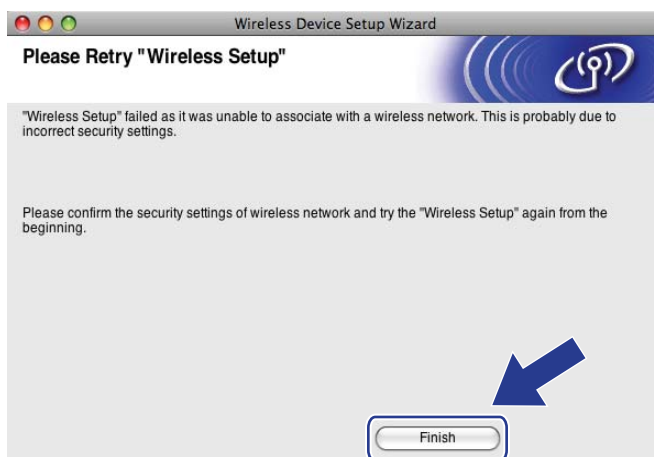 Wireless Device Setup Wizard
Please Retry "Wireless Setup"
"Wireless Setup" failed as it was unable to associate with a wireless network. This is probably due to
incorrect security settings.
Please confirm the security settings of wireless network and try the "Wireless Setup" again from the
beginning.
Finish